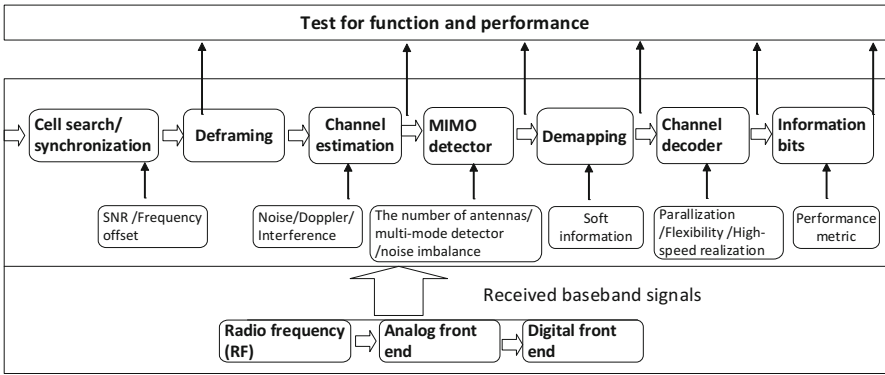 Test for function and performance
Cell search/
synchronization
Deframing
Channel
estimation
MIMO
detector
Demapping
Channel
decoder
Information
bits
SNR /Frequency
offset
Noise/Doppler/
Interference
The number of antennas/
multi-mode detector
/noise imbalance
Soft
information
Parallization
/Flexibility /High-
speed realization
Performance
metric
Received baseband signals
Radio frequency
(RF)
Analog front
end
Digital front
end